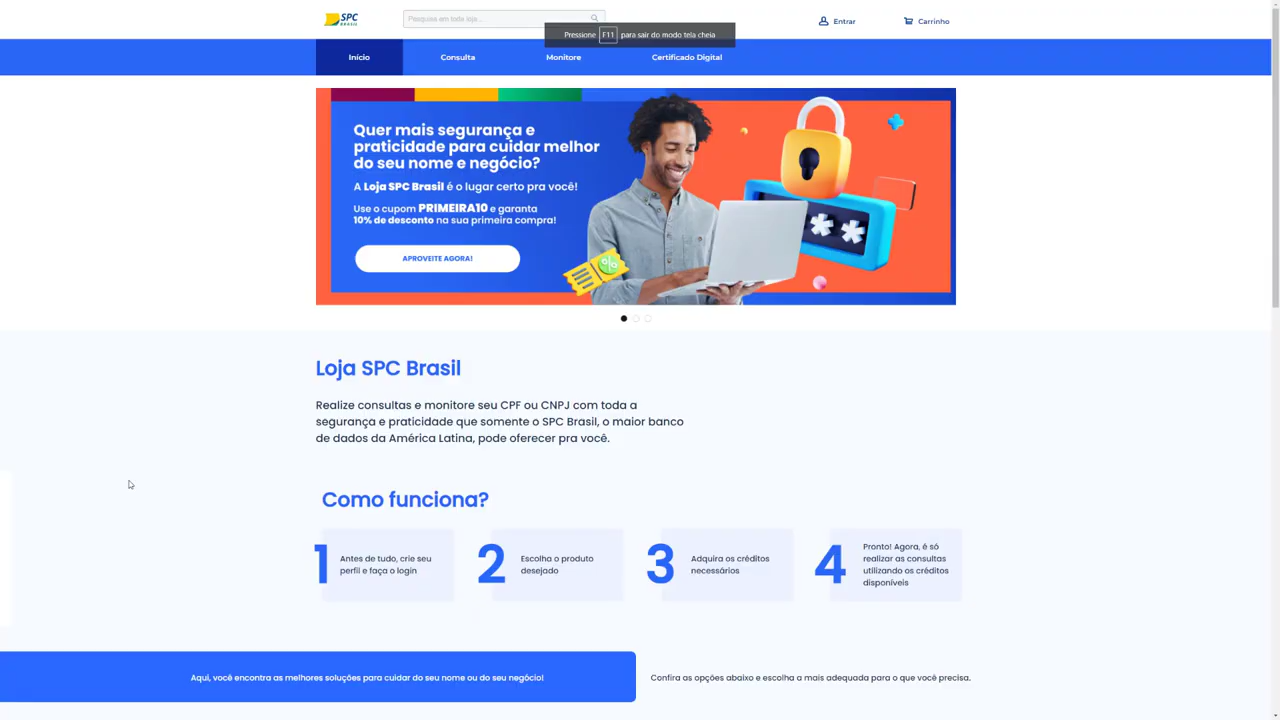 SPC
BRASIL
Pesquise em toda loja...
Entrar
Carrinho
Pressione F11 para sair do modo tela cheia
Início
Consulta
Monitore
Certificado Digital
Quer mais segurança e
praticidade para cuidar melhor
do seu nome e negócio?
A Loja SPC Brasil é o lugar certo pra você!
Use o cupom PRIMEIRA10 e garanta
10% de desconto na sua primeira compra!
APROVEITE AGORA!
%
Loja SPC Brasil
Realize consultas e monitore seu CPF ou CNPJ com toda a
segurança e praticidade que somente o SPC Brasil, o maior banco
de dados da América Latina, pode oferecer pra você.
Como funciona?
1
Antes de tudo, crie seu
perfil e faça o login
2
Escolha o produto
desejado
3
Adquira os créditos
necessários
4
Pronto! Agora, é só
realizar as consultas
utilizando os créditos
disponíveis
Aqui, você encontra as melhores soluções para cuidar do seu nome ou do seu negócio!
Confira as opções abaixo e escolha a mais adequada para o que você precisa.